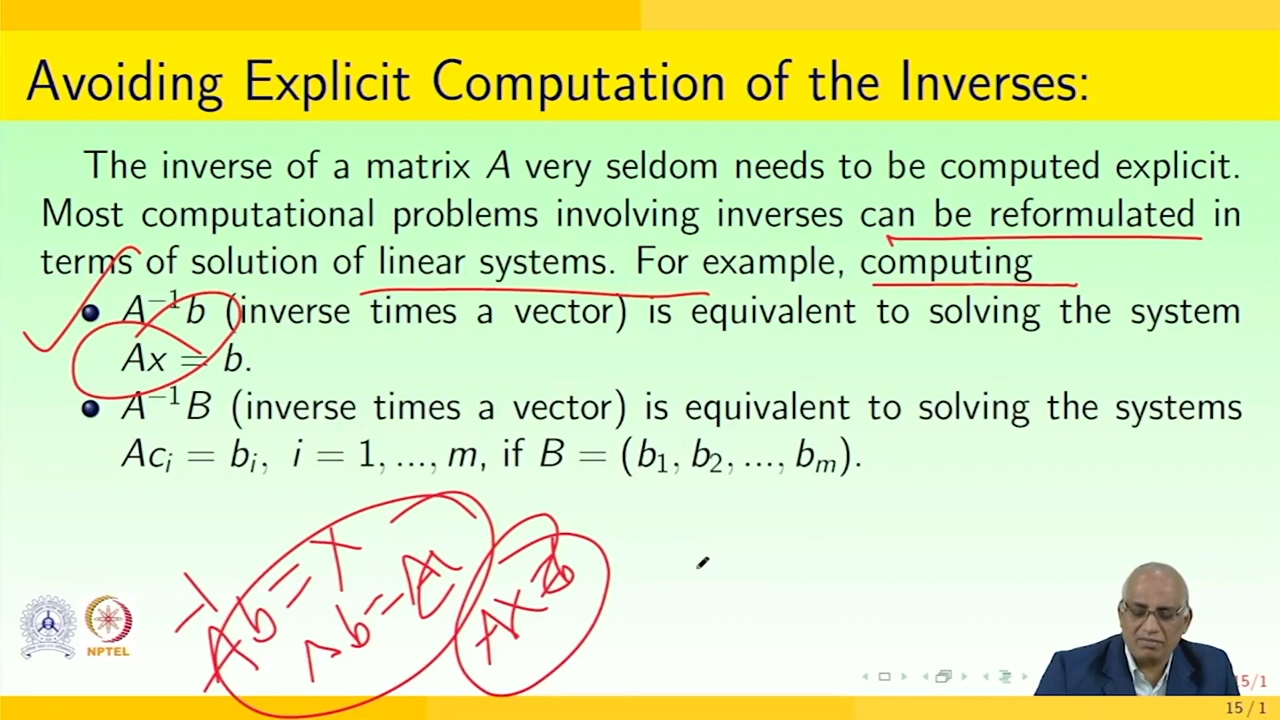 Avoiding Explicit Computation of the Inverses:
The inverse of a matrix A very seldom needs to be computed explicit.
Most computational problems involving inverses can be reformulated in
terms of solution of linear systems. For example, computing
A⁻¹b (inverse times a vector) is equivalent to solving the system
Ax = b.
A⁻¹B (inverse times a vector) is equivalent to solving the systems
Acᵢ = bᵢ, i = 1, ..., m, if B = (b₁, b₂, ..., bₘ).
A⁻¹b = x
Ax = b
NPTEL
15/1
15 / 1